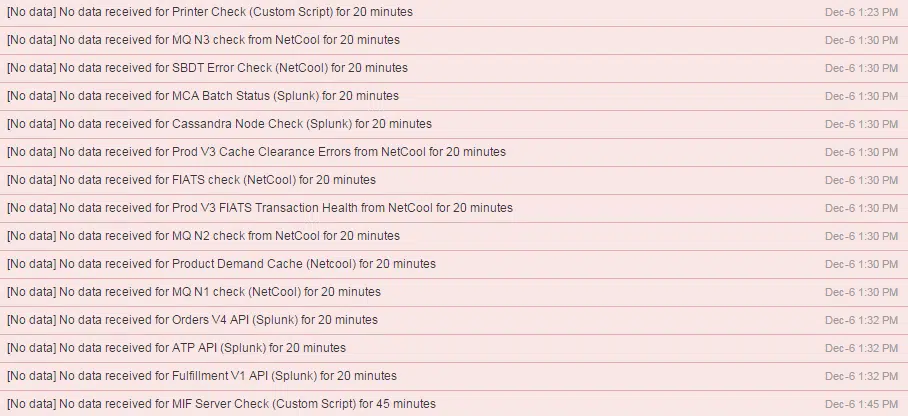 [No data] No data received for Printer Check (Custom Script) for 20 minutes Dec-6 1:23 PM
[No data] No data received for MQ N3 check from NetCool for 20 minutes Dec-6 1:30 PM
[No data] No data received for SBDT Error Check (NetCool) for 20 minutes Dec-6 1:30 PM
[No data] No data received for MCA Batch Status (Splunk) for 20 minutes Dec-6 1:30 PM
[No data] No data received for Cassandra Node Check (Splunk) for 20 minutes Dec-6 1:30 PM
[No data] No data received for Prod V3 Cache Clearance Errors from NetCool for 20 minutes Dec-6 1:30 PM
[No data] No data received for FIATS check (NetCool) for 20 minutes Dec-6 1:30 PM
[No data] No data received for Prod V3 FIATS Transaction Health from NetCool for 20 minutes Dec-6 1:30 PM
[No data] No data received for MQ N2 check from NetCool for 20 minutes Dec-6 1:30 PM
[No data] No data received for Product Demand Cache (Netcool) for 20 minutes Dec-6 1:30 PM
[No data] No data received for MQ N1 check (NetCool) for 20 minutes Dec-6 1:30 PM
[No data] No data received for Orders V4 API (Splunk) for 20 minutes Dec-6 1:32 PM
[No data] No data received for ATP API (Splunk) for 20 minutes Dec-6 1:32 PM
[No data] No data received for Fulfillment V1 API (Splunk) for 20 minutes Dec-6 1:32 PM
[No data] No data received for MIF Server Check (Custom Script) for 45 minutes Dec-6 1:45 PM